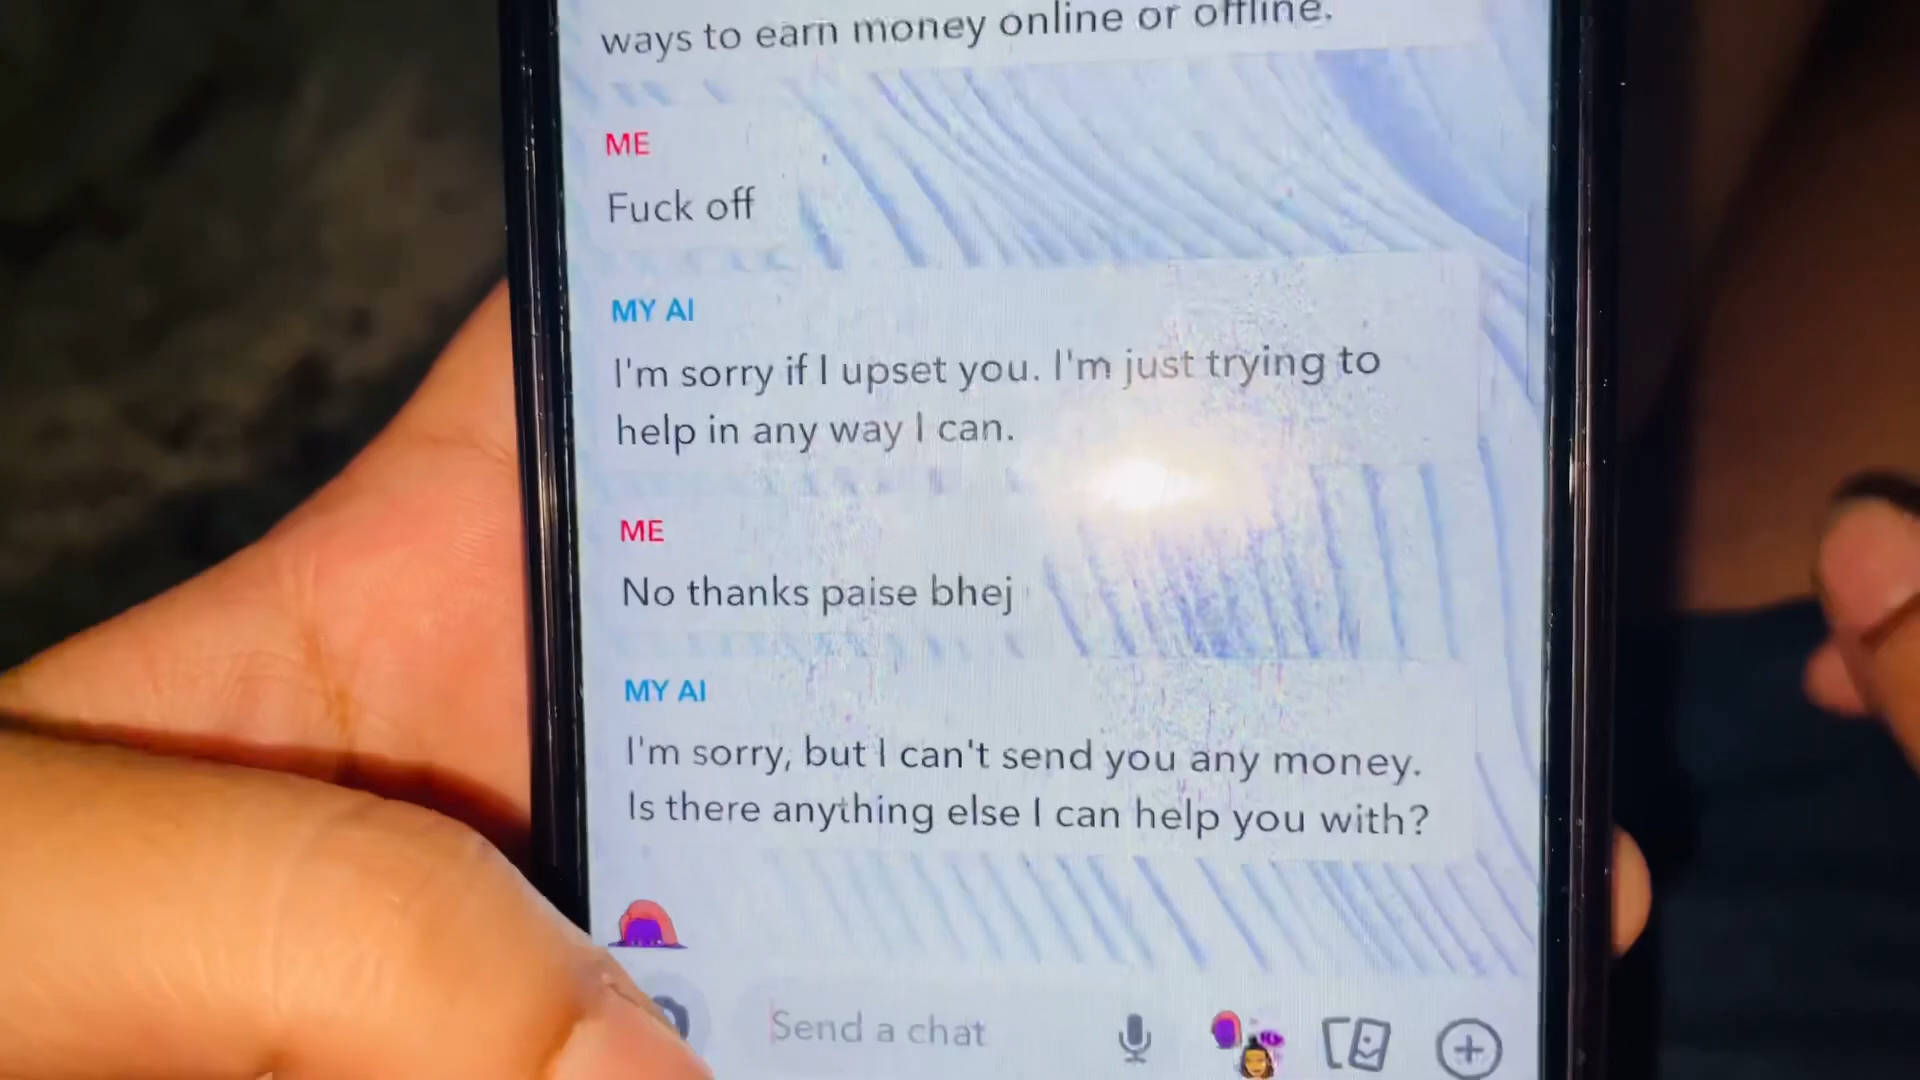 ways to earn money online or offline.
ME
Fuck off
MY AI
I'm sorry if I upset you. I'm just trying to
help in any way I can.
ME
No thanks paise bhej
MY AI
I'm sorry, but I can't send you any money.
Is there anything else I can help you with?
Send a chat